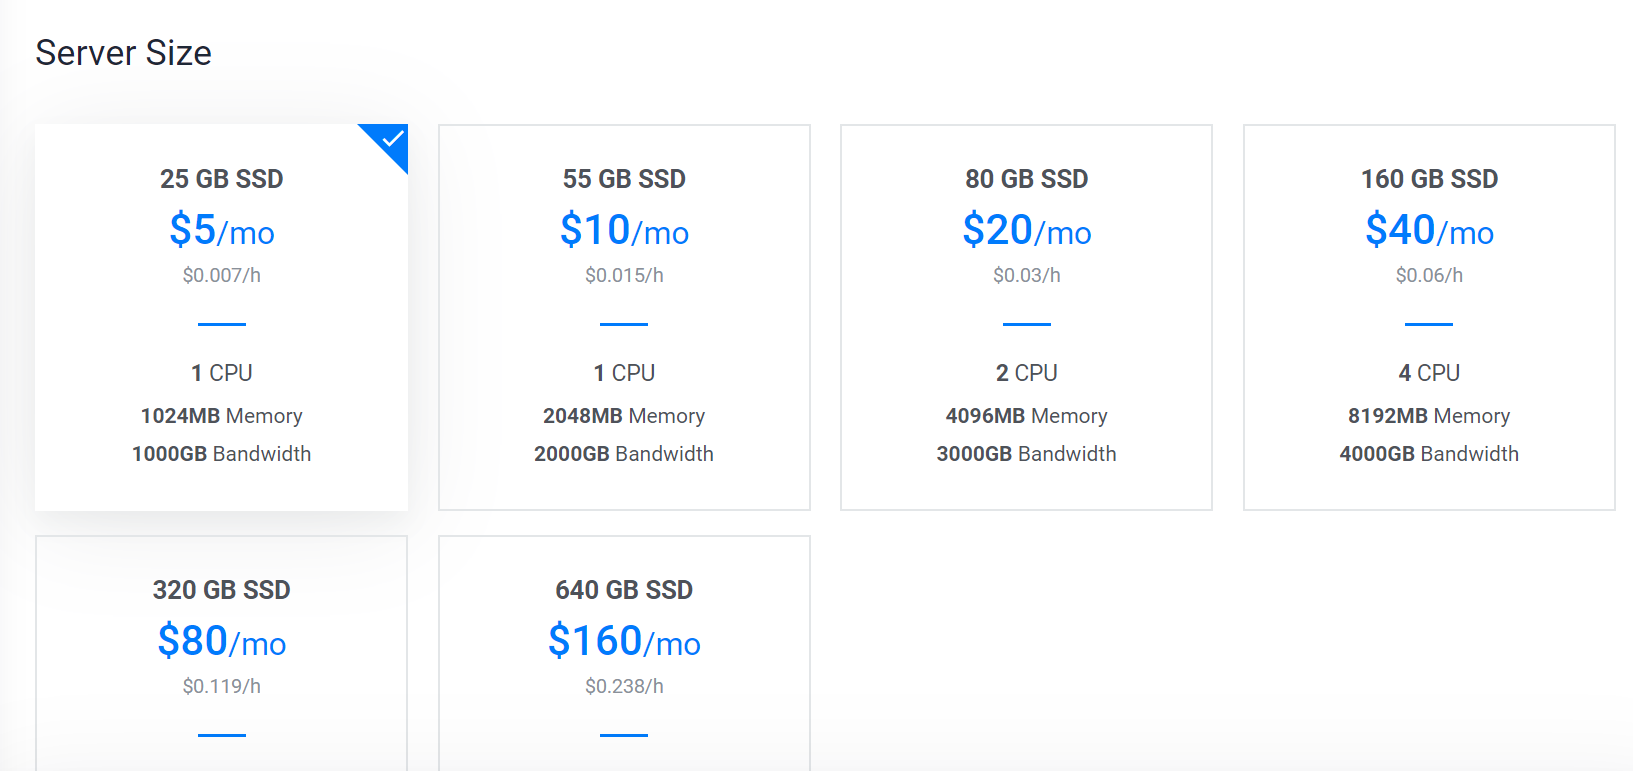 Server Size
25 GB SSD
$5/mo
$0.007/h
1 CPU
1024MB Memory
1000GB Bandwidth
55 GB SSD
$10/mo
$0.015/h
1 CPU
2048MB Memory
2000GB Bandwidth
80 GB SSD
$20/mo
$0.03/h
2 CPU
4096MB Memory
3000GB Bandwidth
160 GB SSD
$40/mo
$0.06/h
4 CPU
8192MB Memory
4000GB Bandwidth
320 GB SSD
$80/mo
$0.119/h
640 GB SSD
$160/mo
$0.238/h